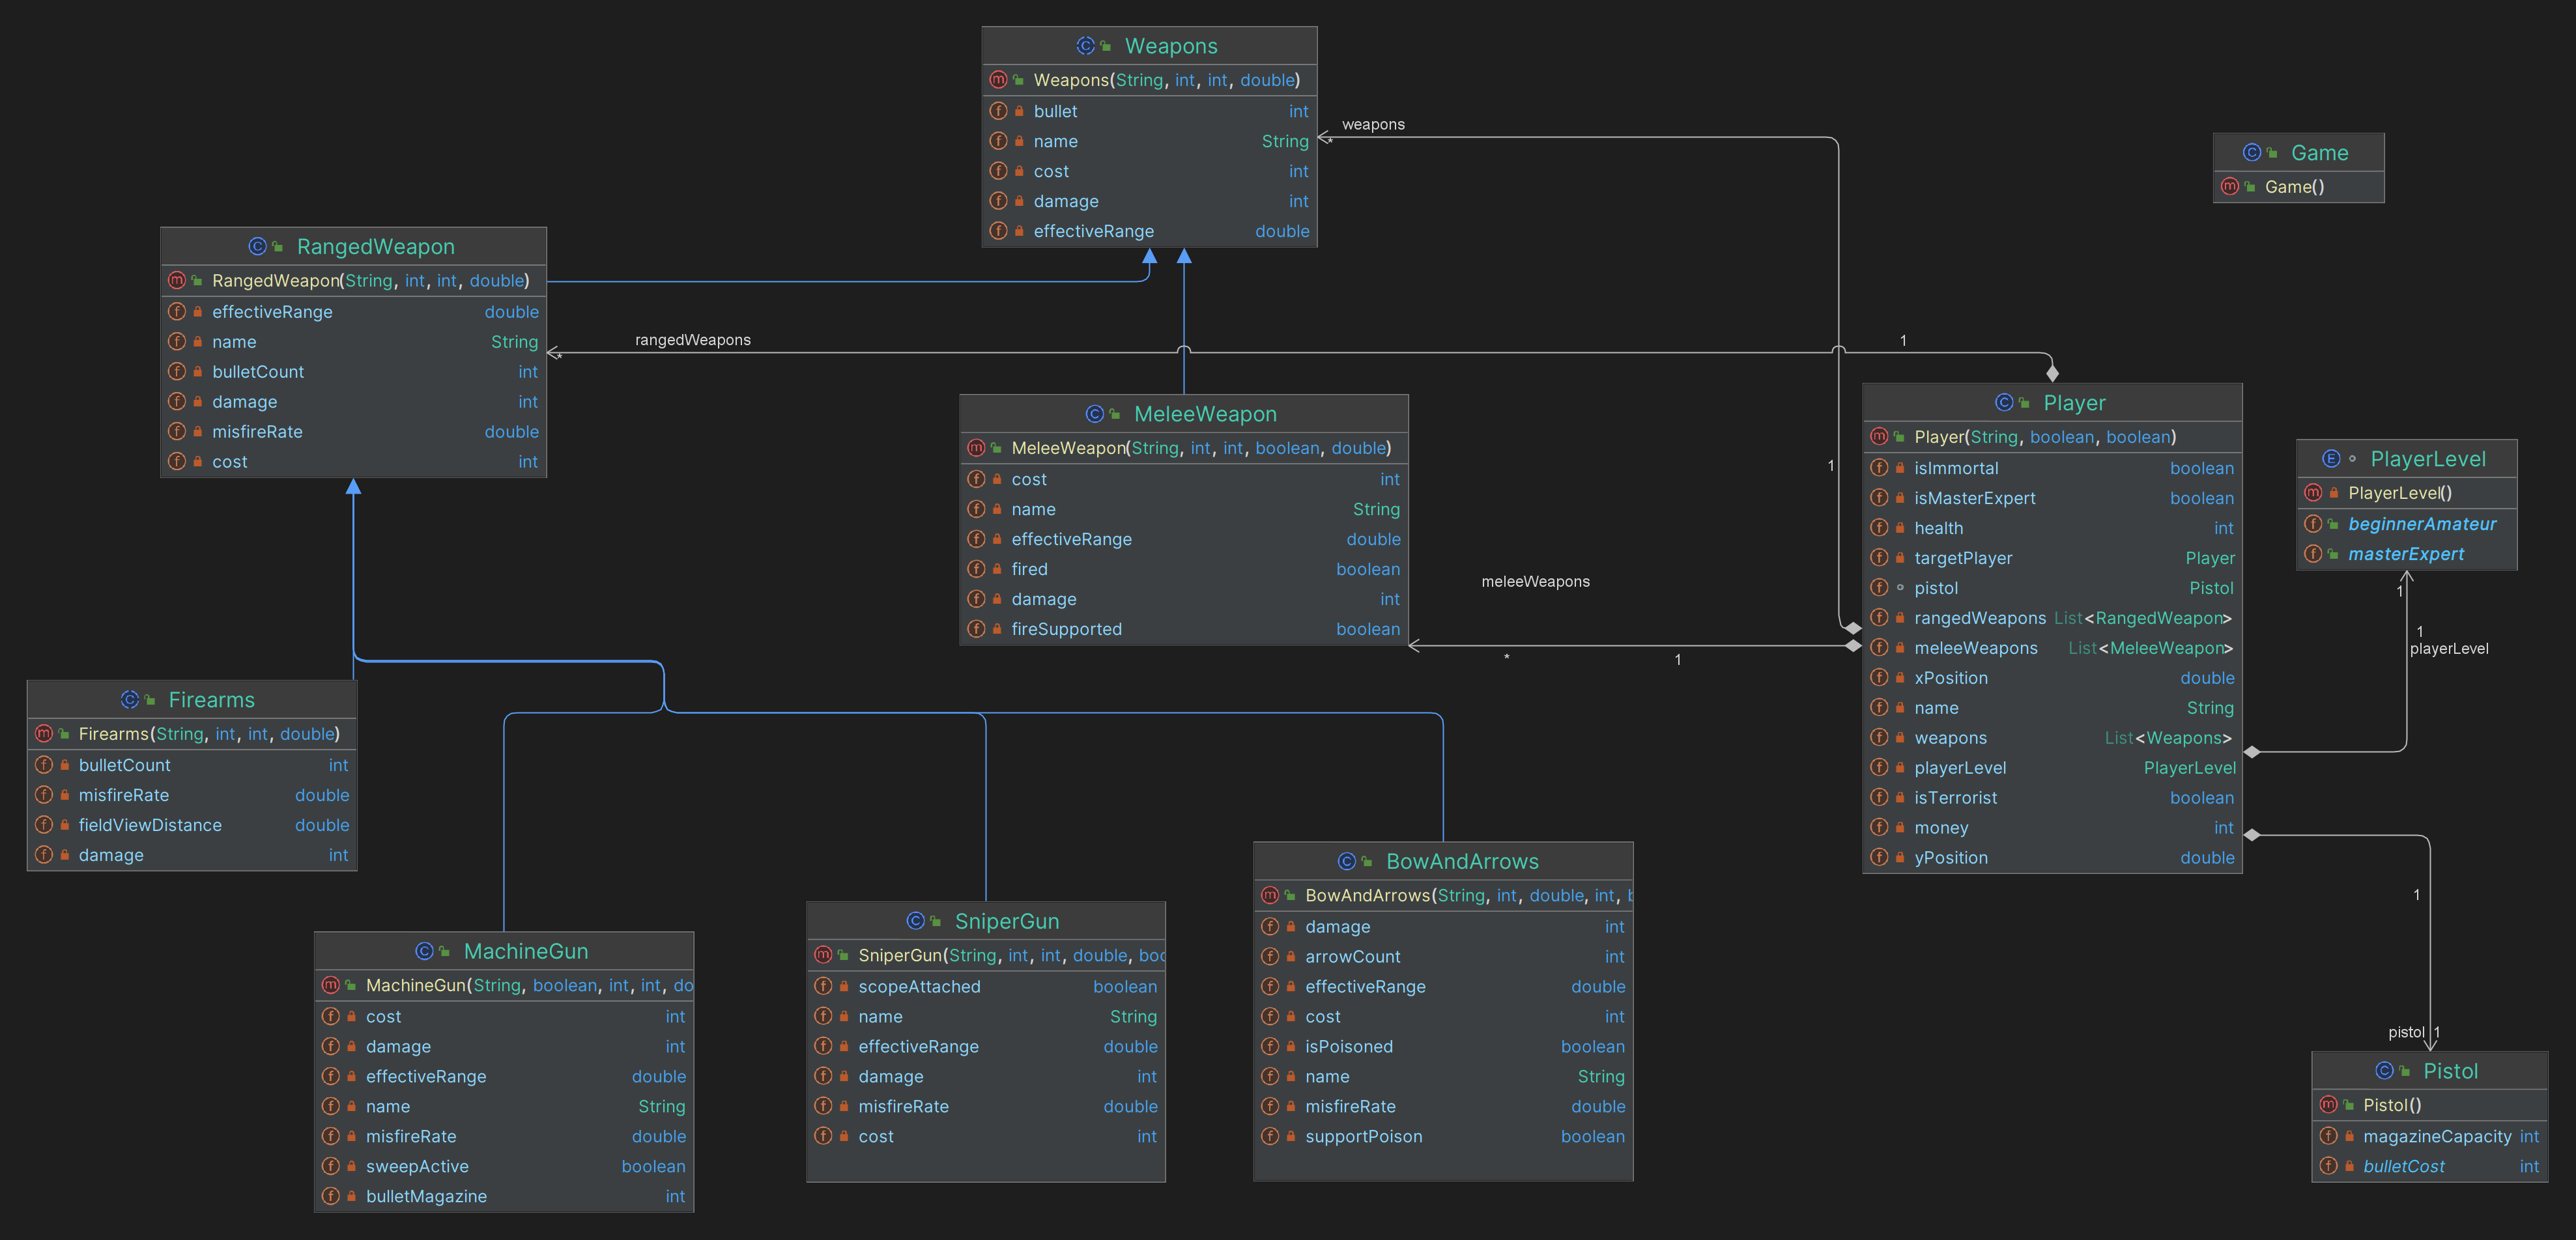 Weapons
Weapons(String, int, int, double)
bullet int
name String
cost int
damage int
effectiveRange double
weapons
*
Game
Game()
RangedWeapon
RangedWeapon(String, int, int, double)
effectiveRange double
name String
bulletCount int
damage int
misfireRate double
cost int
rangedWeapons
*
1
MeleeWeapon
MeleeWeapon(String, int, int, boolean, double)
cost int
name String
effectiveRange double
fired boolean
damage int
fireSupported boolean
1
meleeWeapons
*
1
Player
Player(String, boolean, boolean)
isImmortal boolean
isMasterExpert boolean
health int
targetPlayer Player
pistol Pistol
rangedWeapons List<RangedWeapon>
meleeWeapons List<MeleeWeapon>
xPosition double
name String
weapons List<Weapons>
playerLevel PlayerLevel
isTerrorist boolean
money int
yPosition double
PlayerLevel
PlayerLevel()
beginnerAmateur
masterExpert
1
1
playerLevel
Firearms
Firearms(String, int, int, double)
bulletCount int
misfireRate double
fieldViewDistance double
damage int
MachineGun
MachineGun(String, boolean, int, int, do
cost int
damage int
effectiveRange double
name String
misfireRate double
sweepActive boolean
bulletMagazine int
SniperGun
SniperGun(String, int, int, double, boo
scopeAttached boolean
name String
effectiveRange double
damage int
misfireRate double
cost int
BowAndArrows
BowAndArrows(String, int, double, int, b
damage int
arrowCount int
effectiveRange double
cost int
isPoisoned boolean
name String
misfireRate double
supportPoison boolean
1
pistol 1
Pistol
Pistol()
magazineCapacity int
bulletCost int